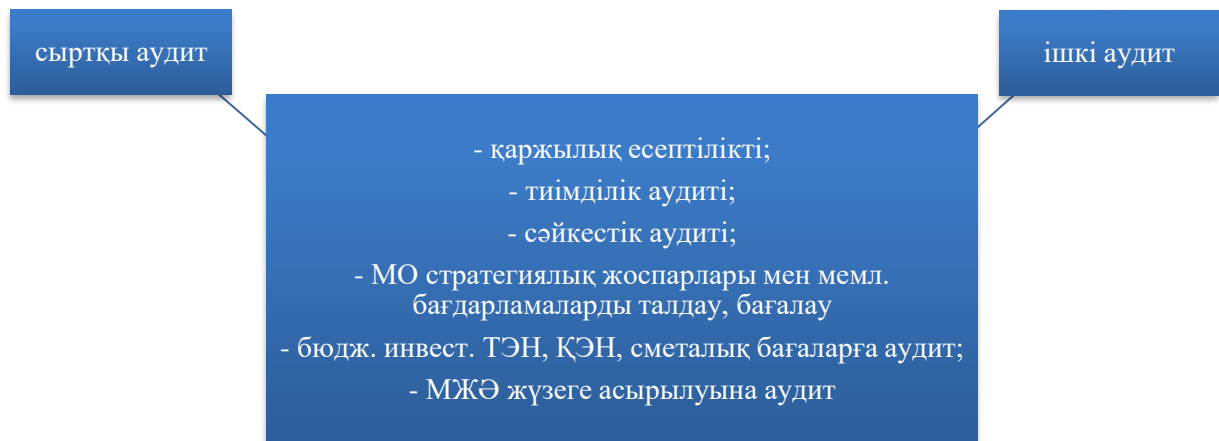 сыртқы аудит
ішкі аудит
- қаржылық есептілікті;
- тиімділік аудиті;
- сәйкестік аудиті;
- МО стратегиялық жоспарлары мен мемл.
бағдарламаларды талдау, бағалау
- бюдж. инвест. ТЭН, ҚЭН, сметалық бағаларға аудит;
- МЖӘ жүзеге асырылуына аудит